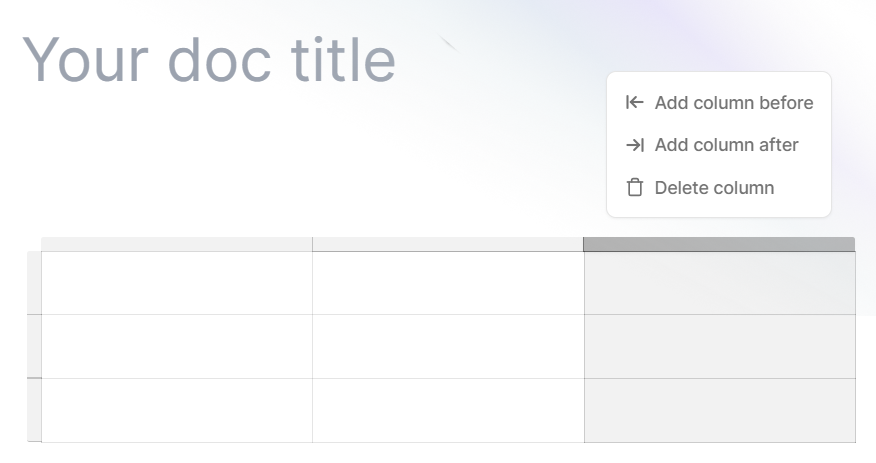 Your doc title
Add column before
Add column after
Delete column